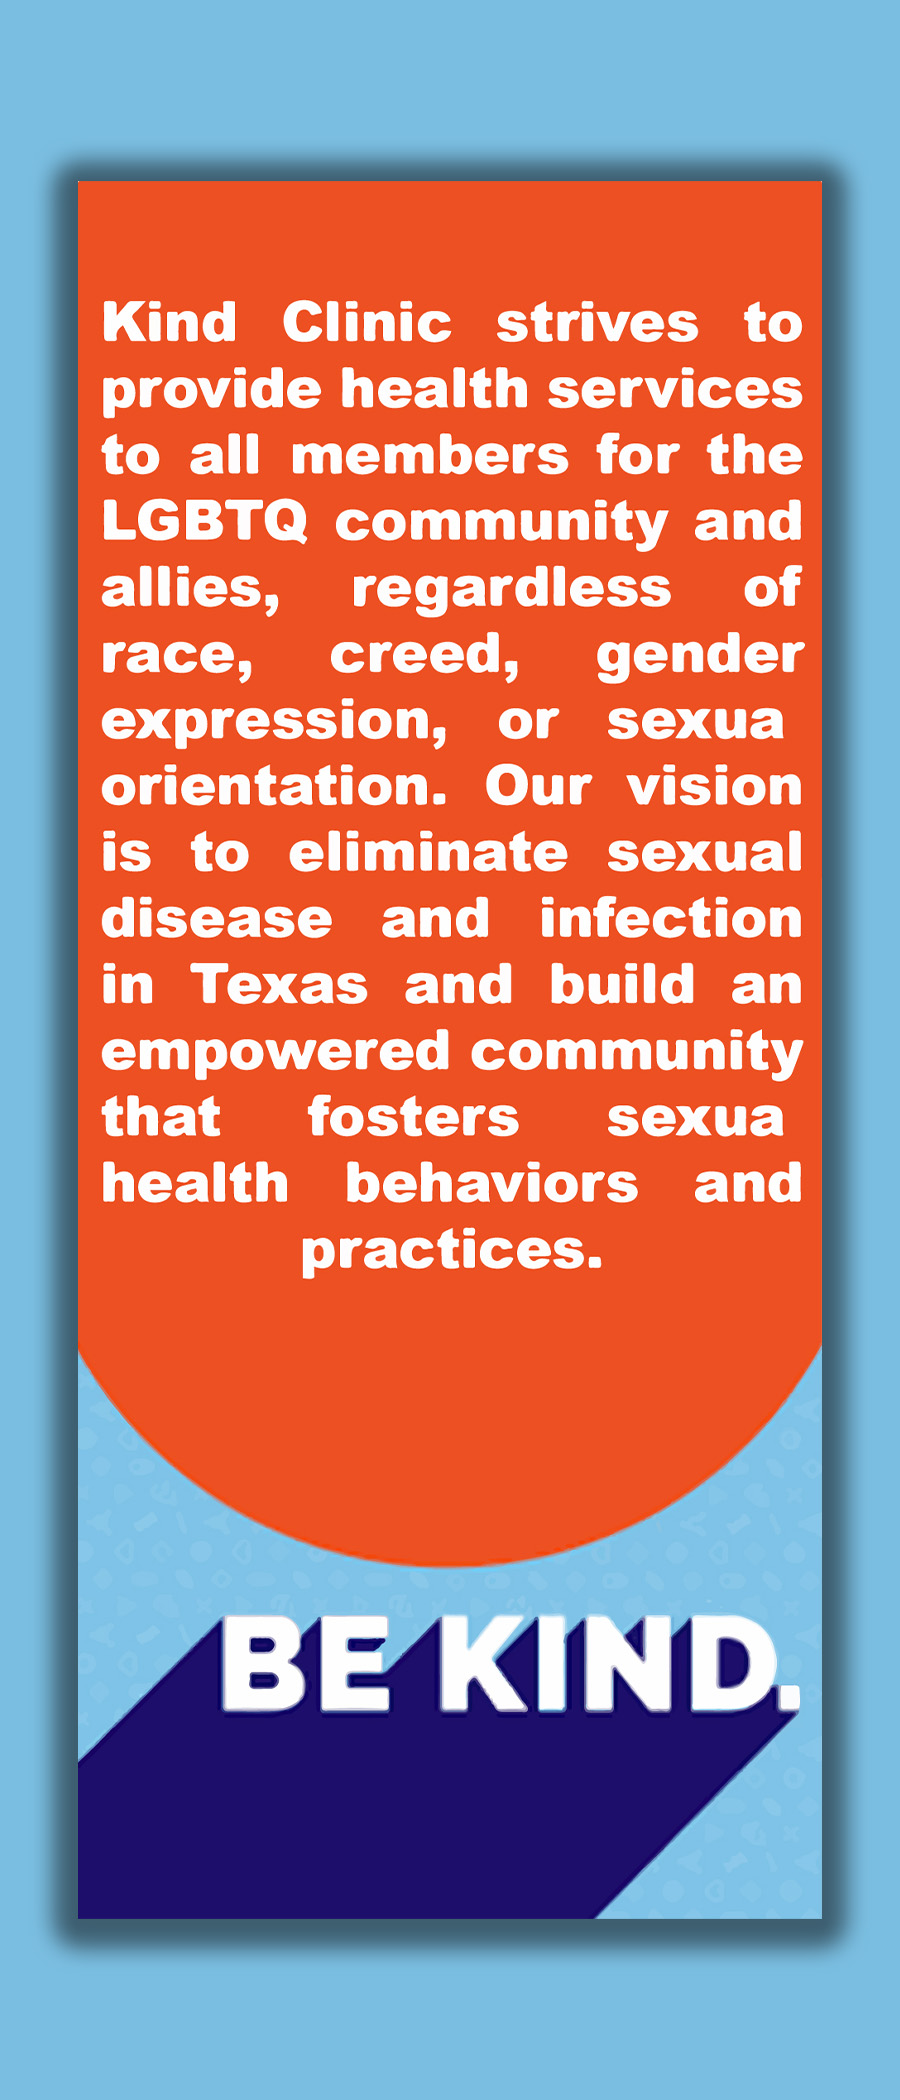 Kind Clinic strives to
provide health services
to all members for the
LGBTQ community and
allies, regardless of
race, creed, gender
expression, or sexua
orientation. Our vision
is to eliminate sexual
disease and infection
in Texas and build an
empowered community
that fosters sexua
health behaviors and
practices.
BE KIND.